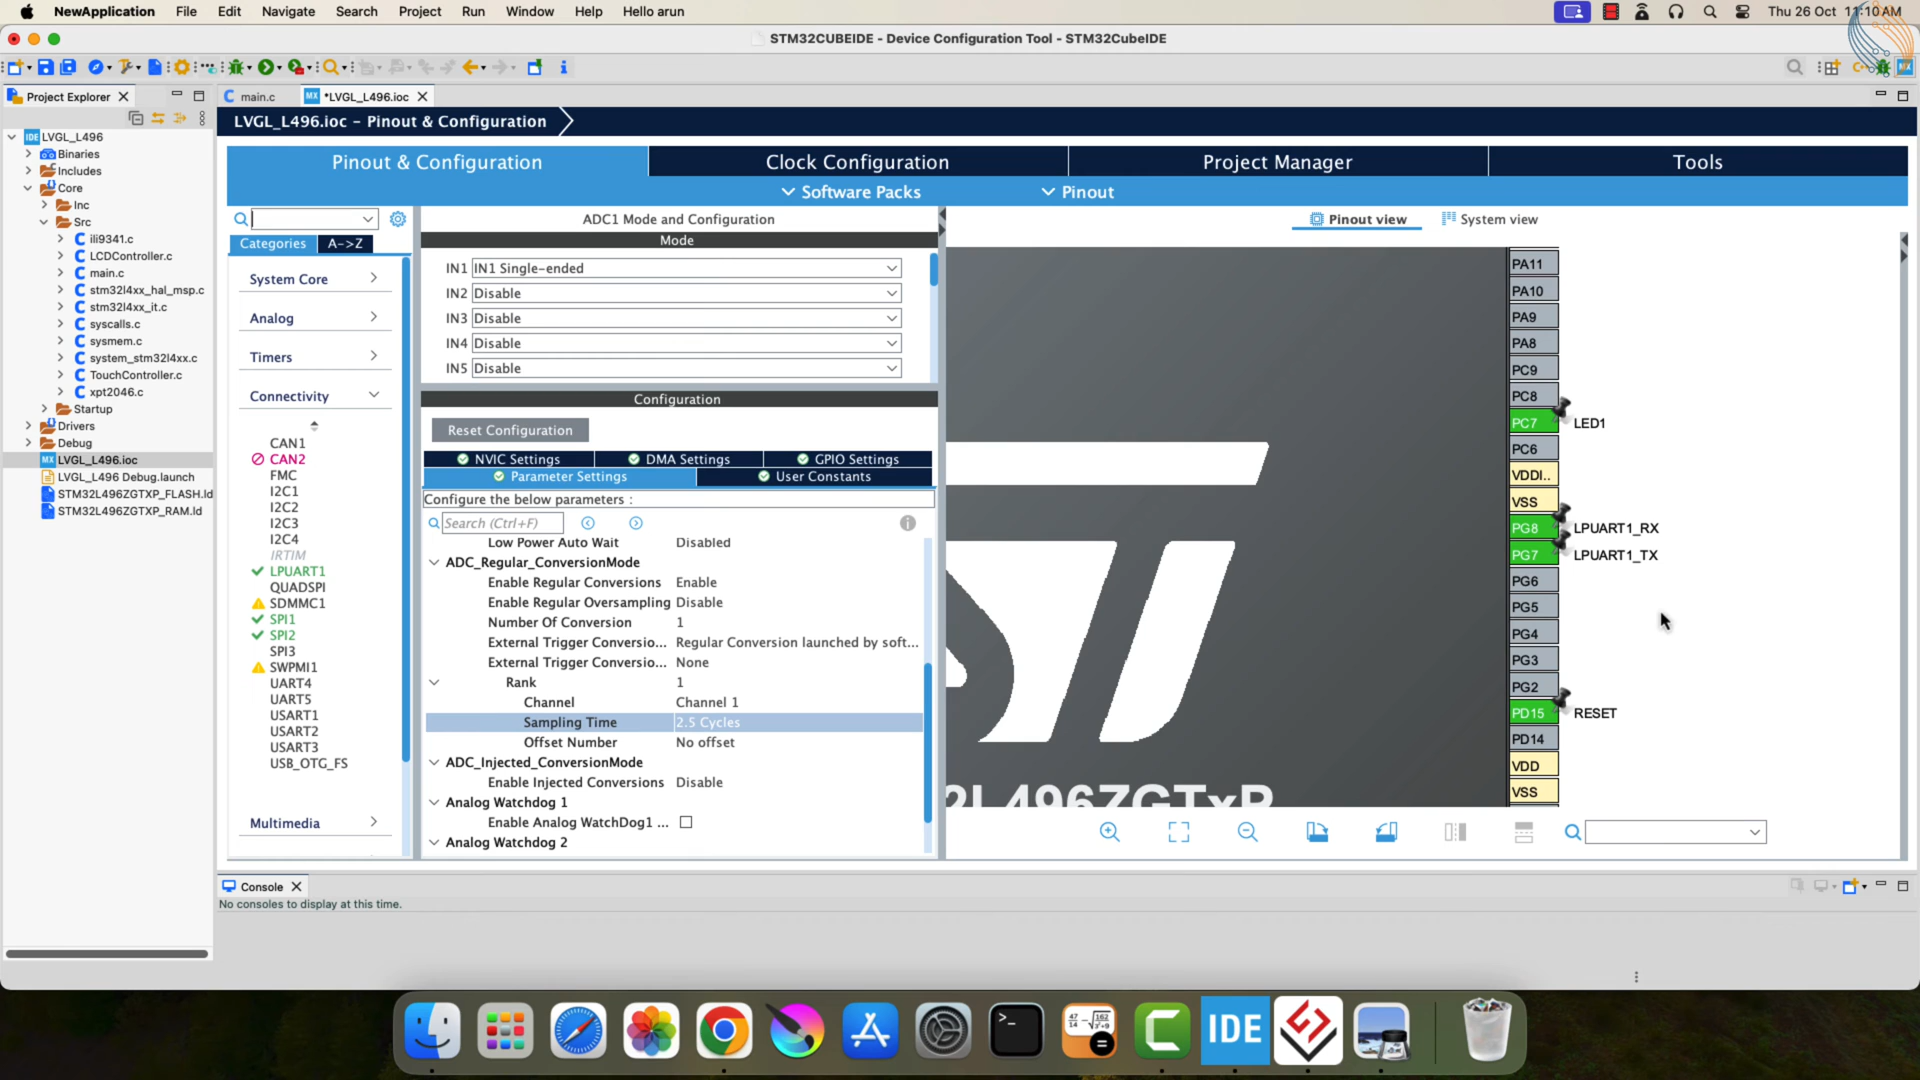 NewApplication File Edit Navigate Search Project Run Window Help Hello arun Thu 26 Oct 11:10 AM
STM32CUBEIDE - Device Configuration Tool - STM32CubeIDE
Project Explorer main.c *LVGL_L496.ioc
LVGL_L496.ioc – Pinout & Configuration
Pinout & Configuration Clock Configuration Project Manager Tools
Software Packs Pinout
IDE LVGL_L496
Binaries
Includes
Core
Inc
Src
ili9341.c
LCDController.c
main.c
stm32l4xx_hal_msp.c
stm32l4xx_it.c
syscalls.c
sysmem.c
system_stm32l4xx.c
TouchController.c
xpt2046.c
Startup
Drivers
Debug
MX LVGL_L496.ioc
LVGL_L496 Debug.launch
STM32L496ZGTXP_FLASH.ld
STM32L496ZGTXP_RAM.ld
Categories A->Z
System Core
Analog
Timers
Connectivity
CAN1
CAN2
FMC
I2C1
I2C2
I2C3
I2C4
IRTIM
LPUART1
QUADSPI
SDMMC1
SPI1
SPI2
SPI3
SWPMI1
UART4
UART5
USART1
USART2
USART3
USB_OTG_FS
Multimedia
ADC1 Mode and Configuration
Mode
IN1 IN1 Single-ended
IN2 Disable
IN3 Disable
IN4 Disable
IN5 Disable
Configuration
Reset Configuration
NVIC Settings DMA Settings GPIO Settings
Parameter Settings User Constants
Configure the below parameters :
Search (Ctrl+F)
Low Power Auto Wait Disabled
ADC_Regular_ConversionMode
Enable Regular Conversions Enable
Enable Regular Oversampling Disable
Number Of Conversion 1
External Trigger Conversio... Regular Conversion launched by soft...
External Trigger Conversio... None
Rank 1
Channel Channel 1
Sampling Time 2.5 Cycles
Offset Number No offset
ADC_Injected_ConversionMode
Enable Injected Conversions Disable
Analog Watchdog 1
Enable Analog WatchDog1 ...
Analog Watchdog 2
Pinout view System view
PA11
PA10
PA9
PA8
PC9
PC8
PC7 LED1
PC6
VDDI..
VSS
PG8 LPUART1_RX
PG7 LPUART1_TX
PG6
PG5
PG4
PG3
PG2
PD15 RESET
PD14
VDD
VSS
2L496ZGTxP
Console
No consoles to display at this time.
IDE